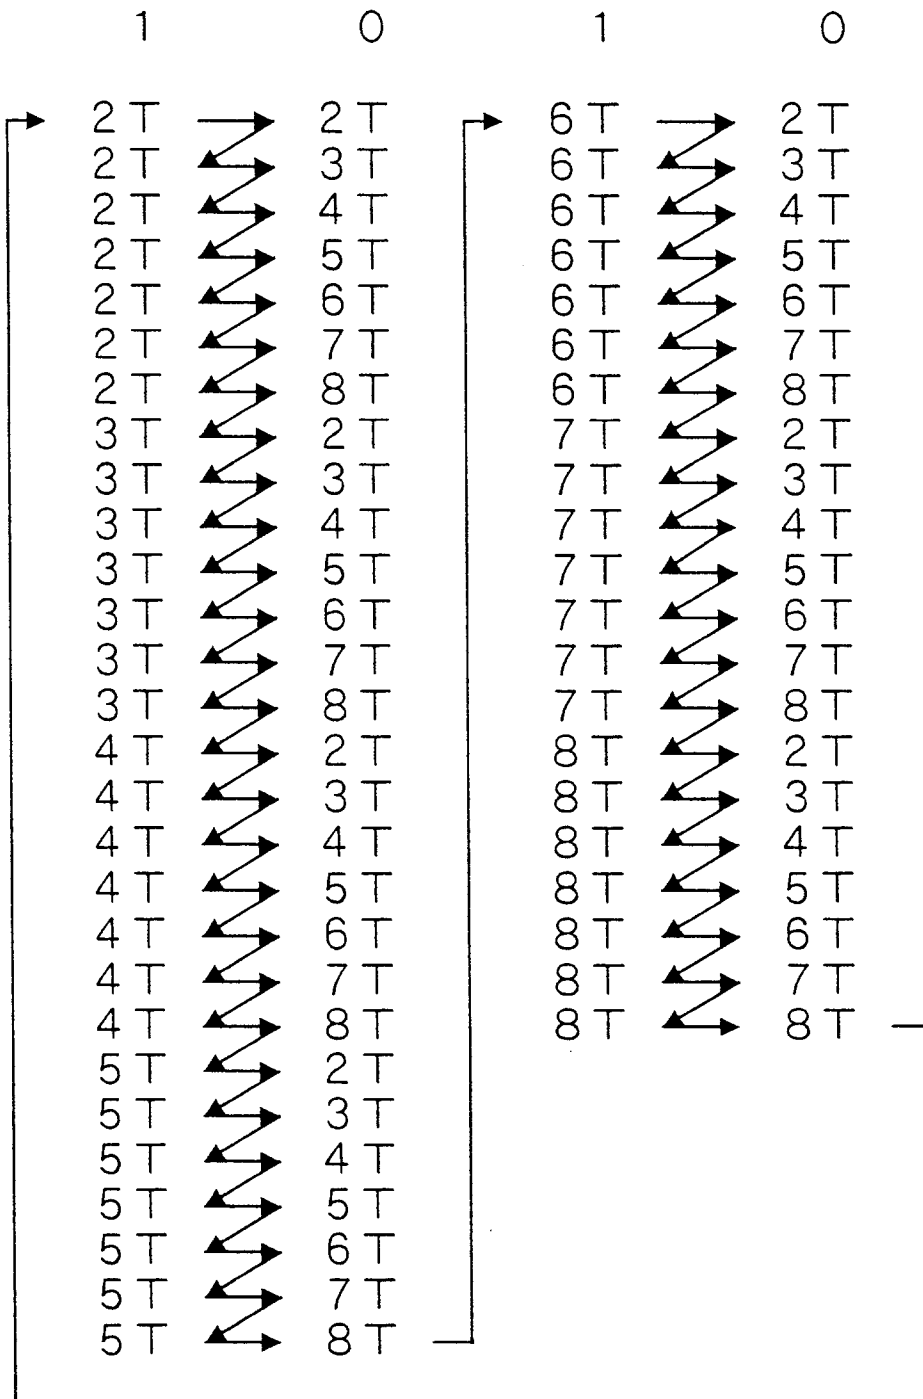 1 0 1 0
2T 2T 6T 2T
2T 3T 6T 3T
2T 4T 6T 4T
2T 5T 6T 5T
2T 6T 6T 6T
2T 7T 6T 7T
2T 8T 6T 8T
3T 2T 7T 2T
3T 3T 7T 3T
3T 4T 7T 4T
3T 5T 7T 5T
3T 6T 7T 6T
3T 7T 7T 7T
3T 8T 7T 8T
4T 2T 8T 2T
4T 3T 8T 3T
4T 4T 8T 4T
4T 5T 8T 5T
4T 6T 8T 6T
4T 7T 8T 7T
4T 8T 8T 8T
5T 2T
5T 3T
5T 4T
5T 5T
5T 6T
5T 7T
5T 8T